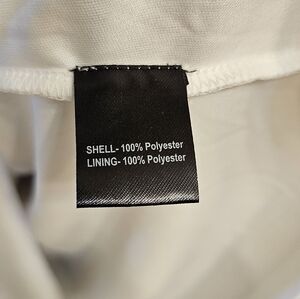 SHELL- 100% Polyester
LINING- 100% Polyester